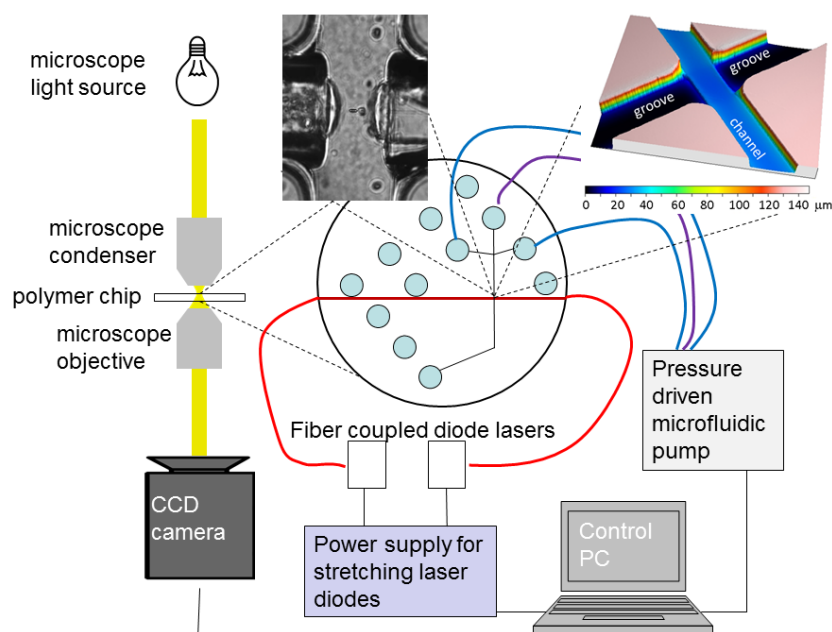 microscope
light source
microscope
condenser
polymer chip
microscope
objective
CCD
camera
groove
groove
channel
0 20 40 60 80 100 120 140
μm
Fiber coupled diode lasers
Power supply for
stretching laser
diodes
Pressure
driven
microfluidic
pump
Control
PC